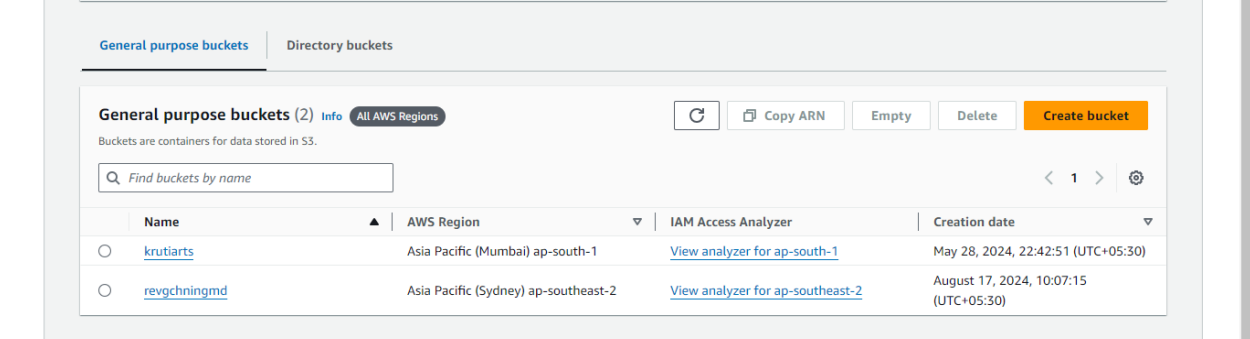 General purpose buckets Directory buckets
General purpose buckets (2) Info All AWS Regions Copy ARN Empty Delete Create bucket
Buckets are containers for data stored in S3.
Find buckets by name 1
Name AWS Region IAM Access Analyzer Creation date
krutiarts Asia Pacific (Mumbai) ap-south-1 View analyzer for ap-south-1 May 28, 2024, 22:42:51 (UTC+05:30)
revgchningmd Asia Pacific (Sydney) ap-southeast-2 View analyzer for ap-southeast-2 August 17, 2024, 10:07:15
(UTC+05:30)